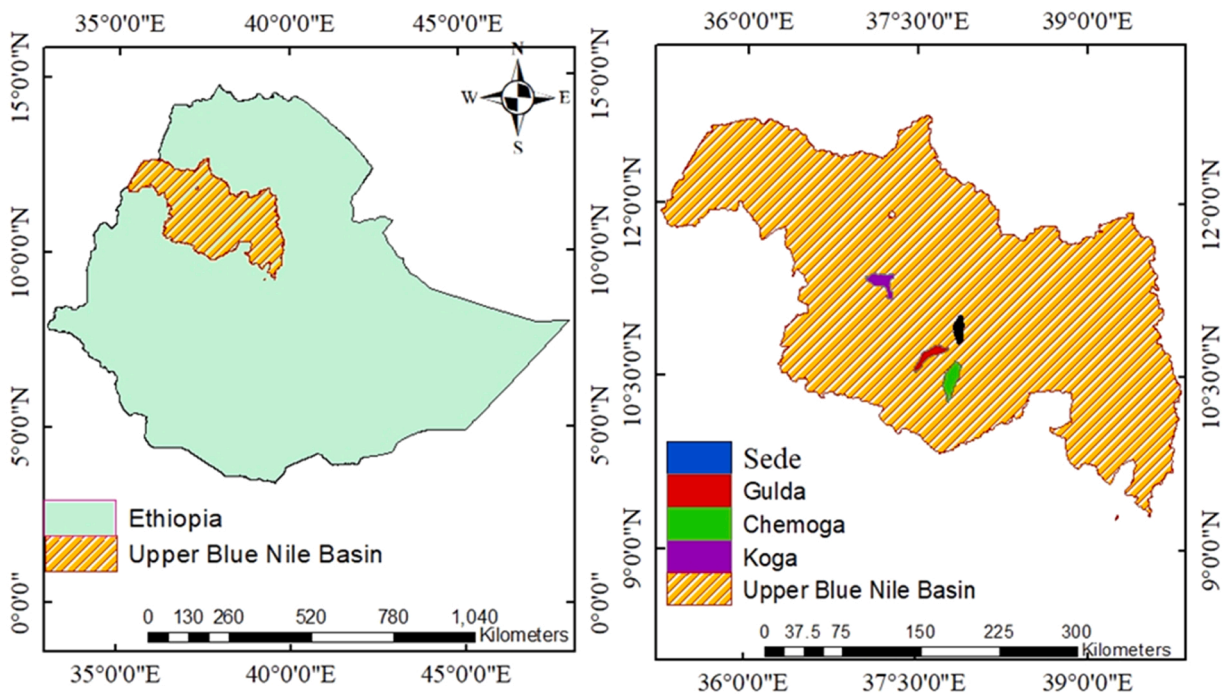 35°0'0"E 40°0'0"E 45°0'0"E
15°0'0"N
10°0'0"N
5°0'0"N
0°0'0"
N
W E
S
15°0'0"N
10°0'0"N
5°0'0"N
0°0'0"
Ethiopia
Upper Blue Nile Basin
0 130 260 520 780 1,040
Kilometers
35°0'0"E 40°0'0"E 45°0'0"E
36°0'0"E 37°30'0"E 39°0'0"E
12°0'0"N
10°30'0"N
9°0'0"N
12°0'0"N
10°30'0"N
9°0'0"N
Sede
Gulda
Chemoga
Koga
Upper Blue Nile Basin
0 37.5 75 150 225 300
Kilometers
36°0'0"E 37°30'0"E 39°0'0"E